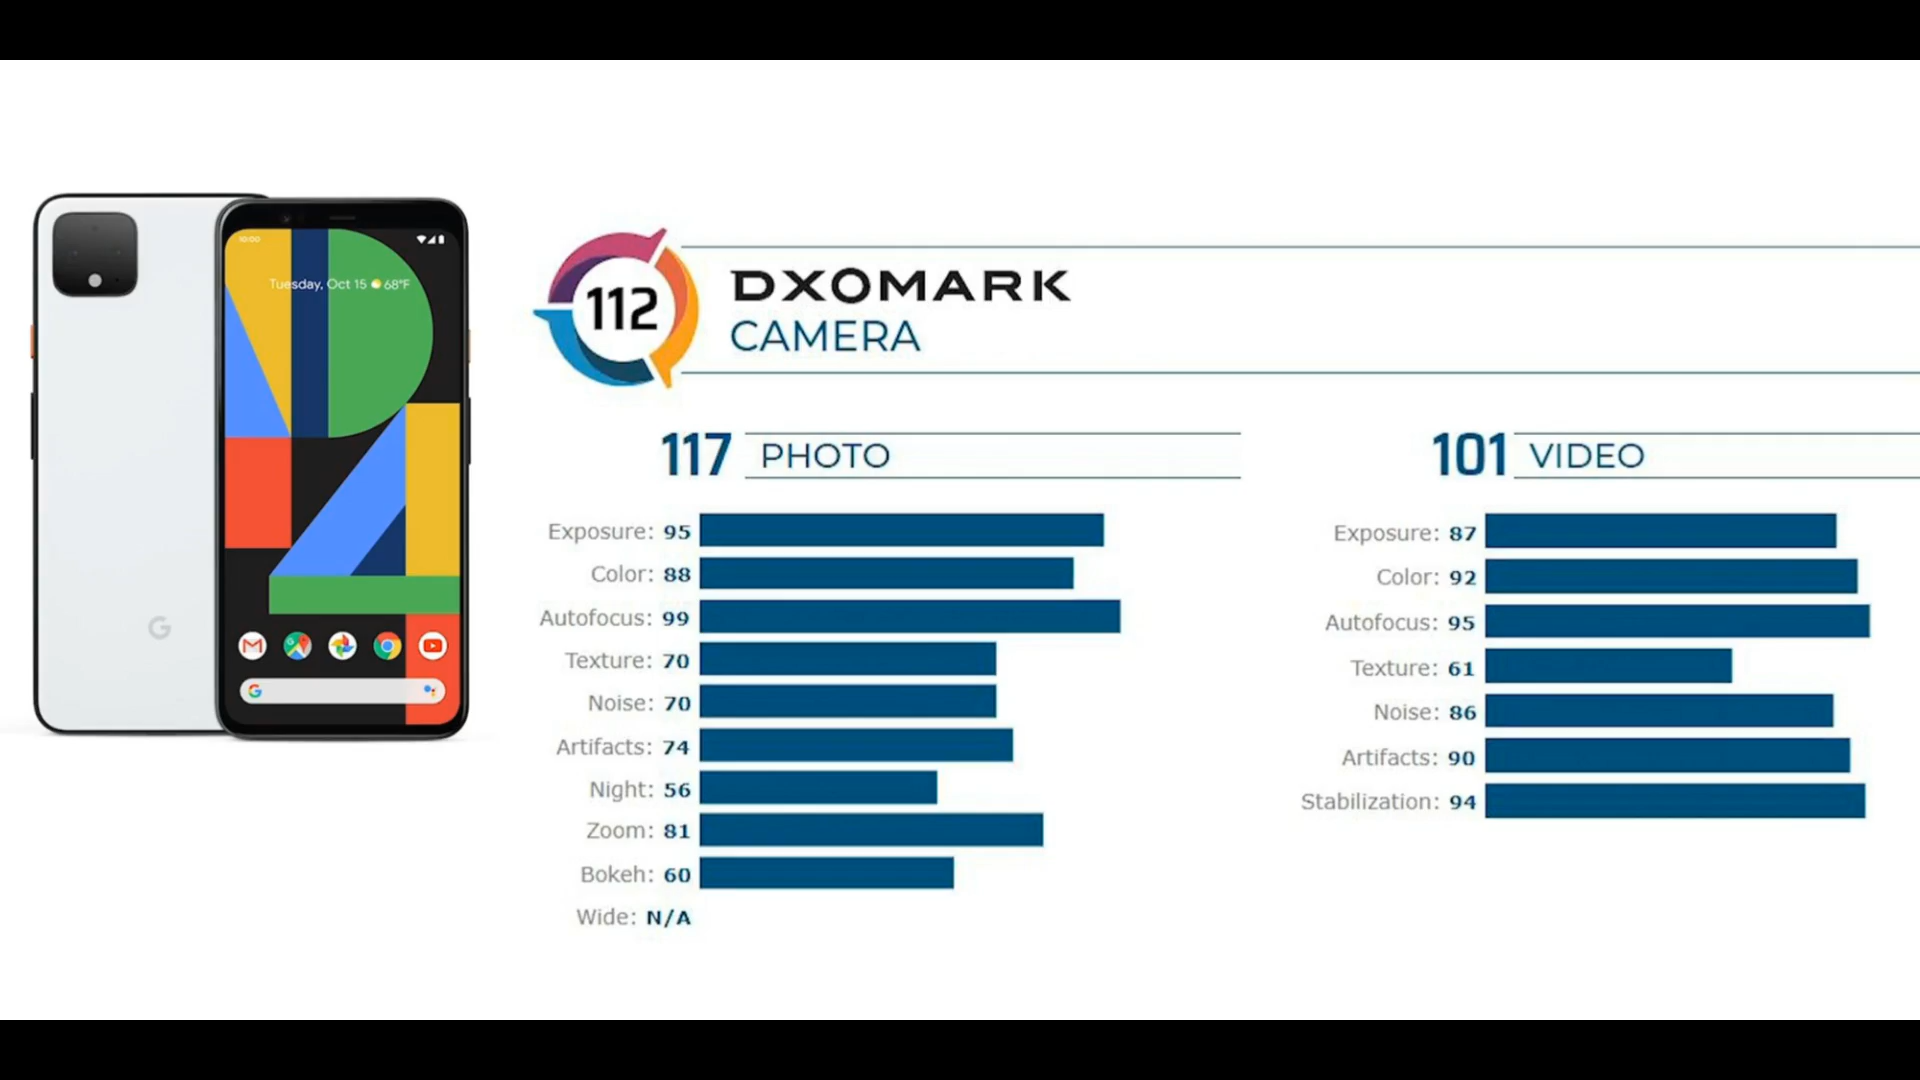 10:00
Tuesday, Oct 15 68°F
G
112
DXOMARK
CAMERA
117 PHOTO
Exposure: 95
Color: 88
Autofocus: 99
Texture: 70
Noise: 70
Artifacts: 74
Night: 56
Zoom: 81
Bokeh: 60
Wide: N/A
101 VIDEO
Exposure: 87
Color: 92
Autofocus: 95
Texture: 61
Noise: 86
Artifacts: 90
Stabilization: 94